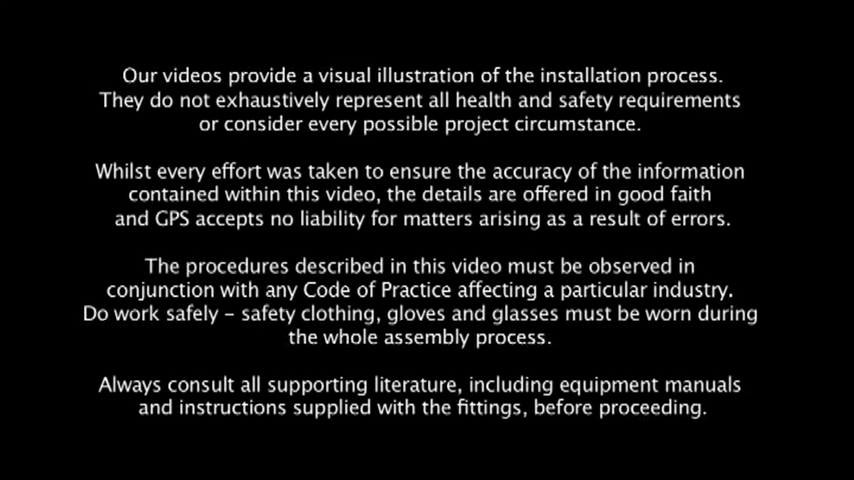 Our videos provide a visual illustration of the installation process.
They do not exhaustively represent all health and safety requirements
or consider every possible project circumstance.
Whilst every effort was taken to ensure the accuracy of the information
contained within this video, the details are offered in good faith
and GPS accepts no liability for matters arising as a result of errors.
The procedures described in this video must be observed in
conjunction with any Code of Practice affecting a particular industry.
Do work safely – safety clothing, gloves and glasses must be worn during
the whole assembly process.
Always consult all supporting literature, including equipment manuals
and instructions supplied with the fittings, before proceeding.